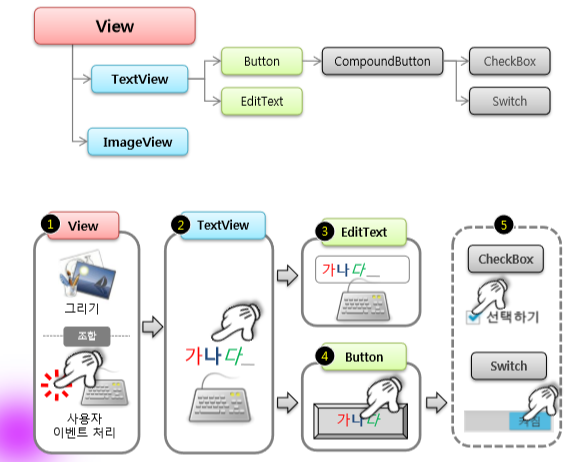 View
TextView
Button
CompoundButton
CheckBox
EditText
Switch
ImageView
1 View
2 TextView
3 EditText
5
가나다_
CheckBox
그리기
선택하기
조합
가나다_
4 Button
Switch
가나다
켜짐
사용자
이벤트 처리